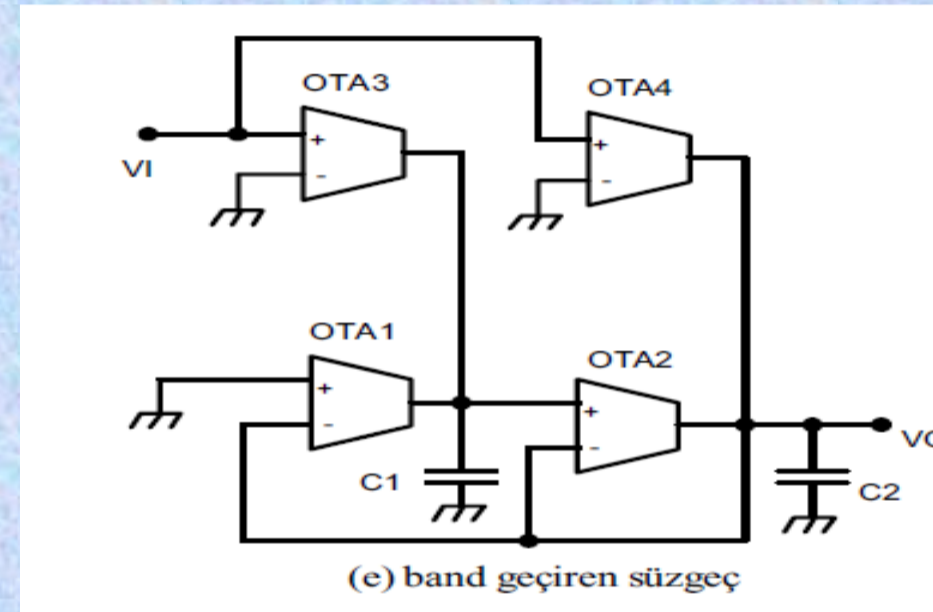 OTA3
OTA4
+
+
VI
-
-
OTA1
OTA2
+
+
-
-
C1
C2
(e) band geçiren süzgeç